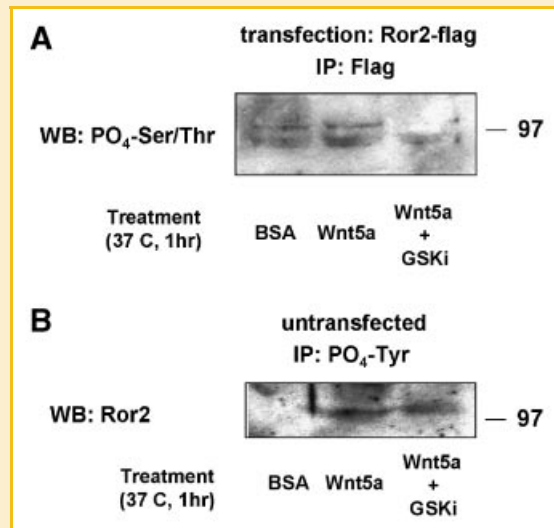 A
transfection: Ror2-flag
IP: Flag
WB: PO4-Ser/Thr
— 97
Treatment
(37 C, 1hr)
BSA
Wnt5a
Wnt5a
+
GSKi
B
untransfected
IP: PO4-Tyr
WB: Ror2
— 97
Treatment
(37 C, 1hr)
BSA
Wnt5a
Wnt5a
+
GSKi